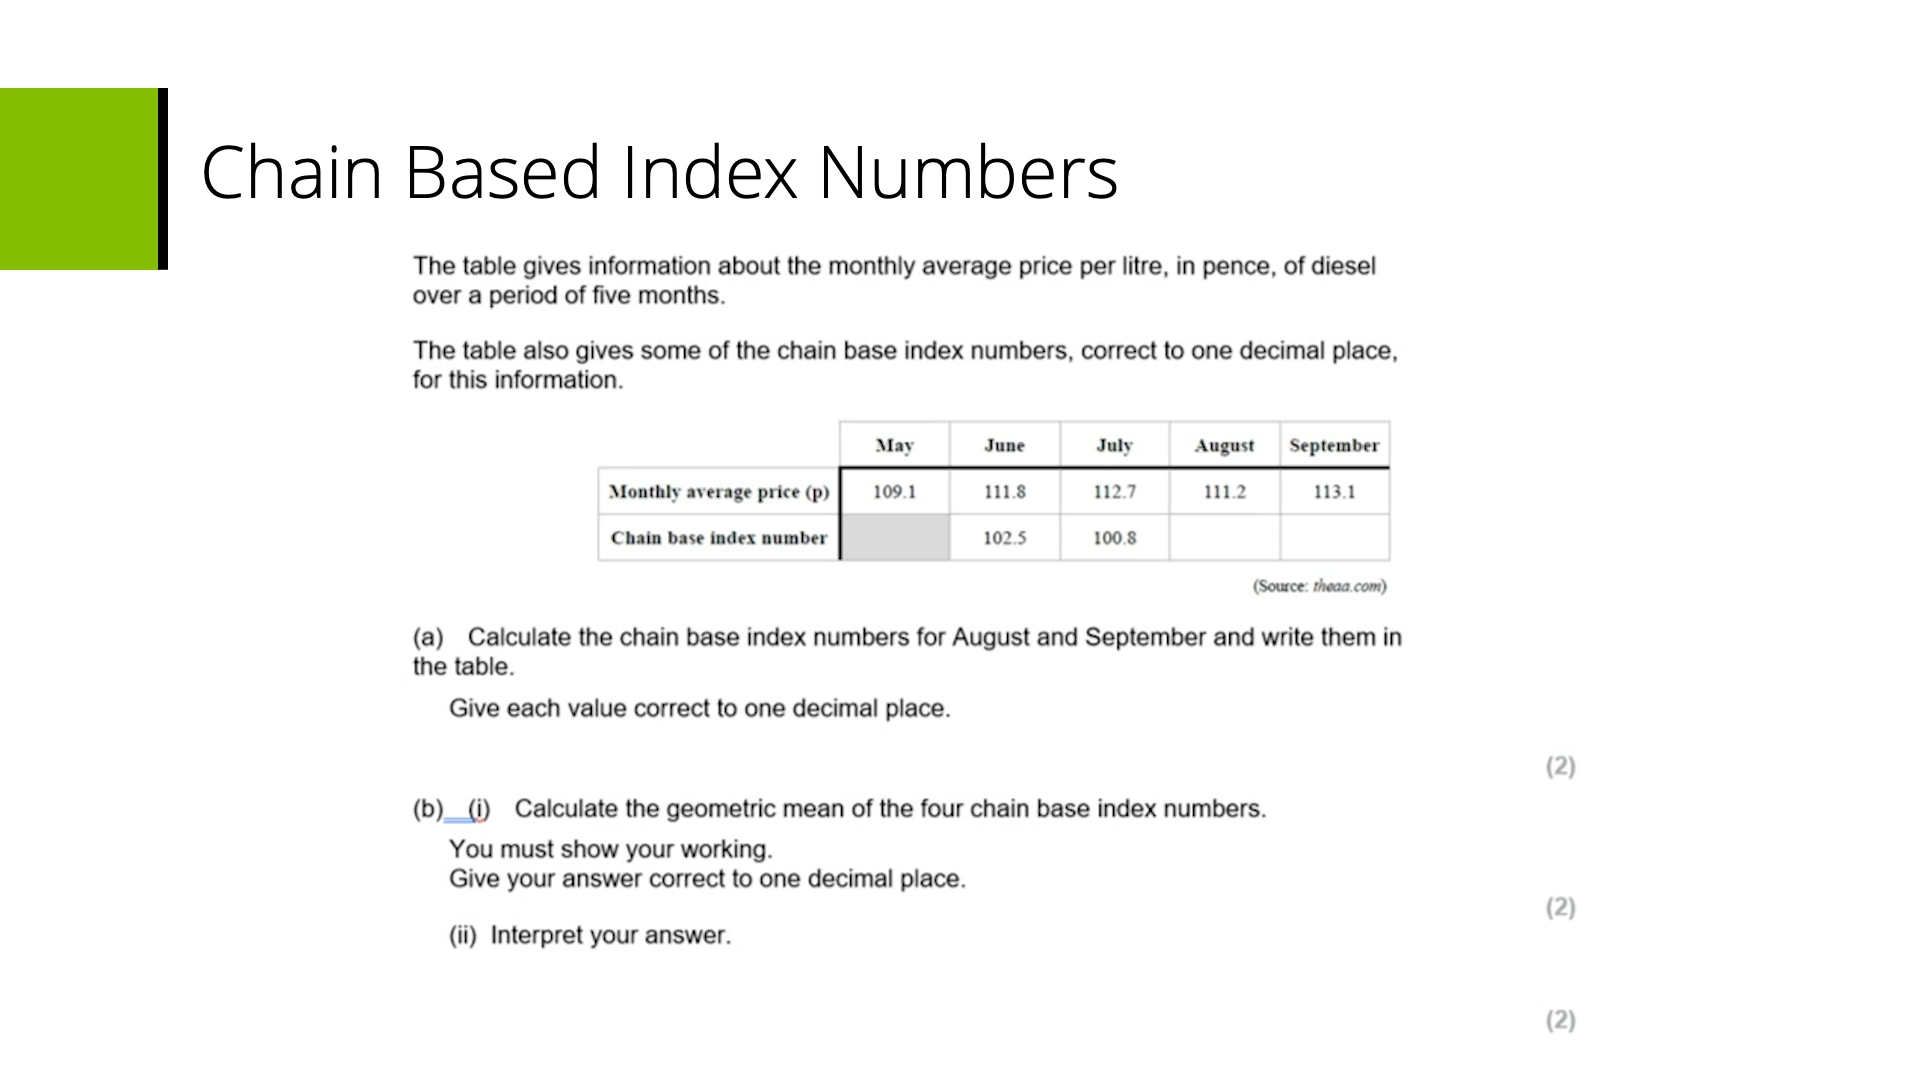 Chain Based Index Numbers
The table gives information about the monthly average price per litre, in pence, of diesel
over a period of five months.
The table also gives some of the chain base index numbers, correct to one decimal place,
for this information.
May June July August September
Monthly average price (p) 109.1 111.8 112.7 111.2 113.1
Chain base index number 102.5 100.8
(Source: theaa.com)
(a) Calculate the chain base index numbers for August and September and write them in
the table.
Give each value correct to one decimal place.
(2)
(b) (i) Calculate the geometric mean of the four chain base index numbers.
You must show your working.
Give your answer correct to one decimal place.
(2)
(ii) Interpret your answer.
(2)